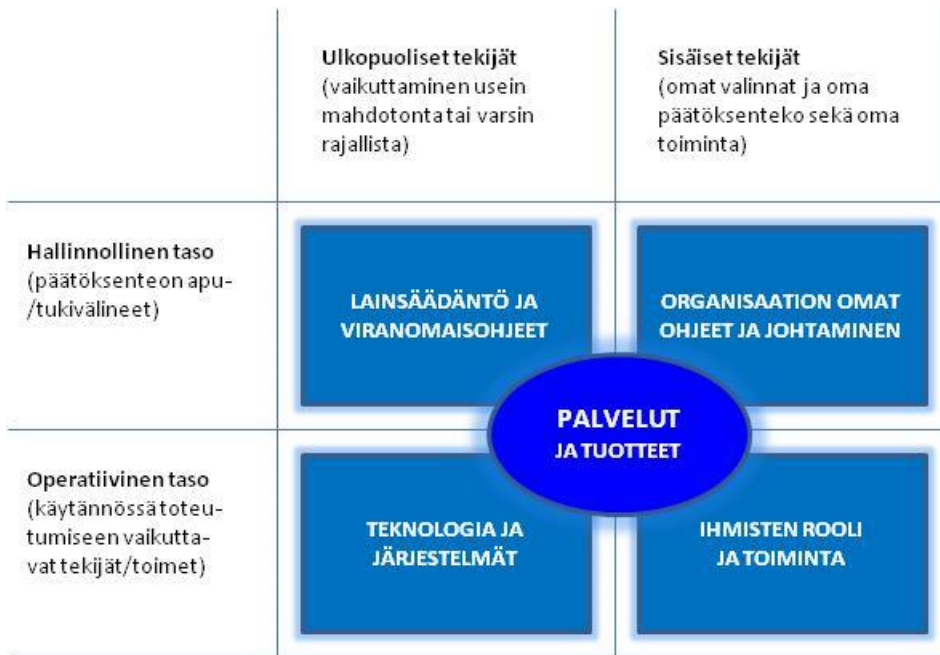 Ulkopuoliset tekijät
(vaikuttaminen usein
mahdotonta tai varsin
rajallista)
Sisäiset tekijät
(omat valinnat ja oma
päätöksenteko sekä oma
toiminta)
Hallinnollinen taso
(päätöksenteon apu-
/tukivälineet)
LAINSÄÄDÄNTÖ JA
VIRANOMAISOHJEET
ORGANISAATION OMAT
OHJEET JA JOHTAMINEN
PALVELUT
JA TUOTTEET
Operatiivinen taso
(käytännössä toteu-
tumiseen vaikutta-
vat tekijät/toimet)
TEKNOLOGIA JA
JÄRJESTELMÄT
IHMISTEN ROOLI
JA TOIMINTA